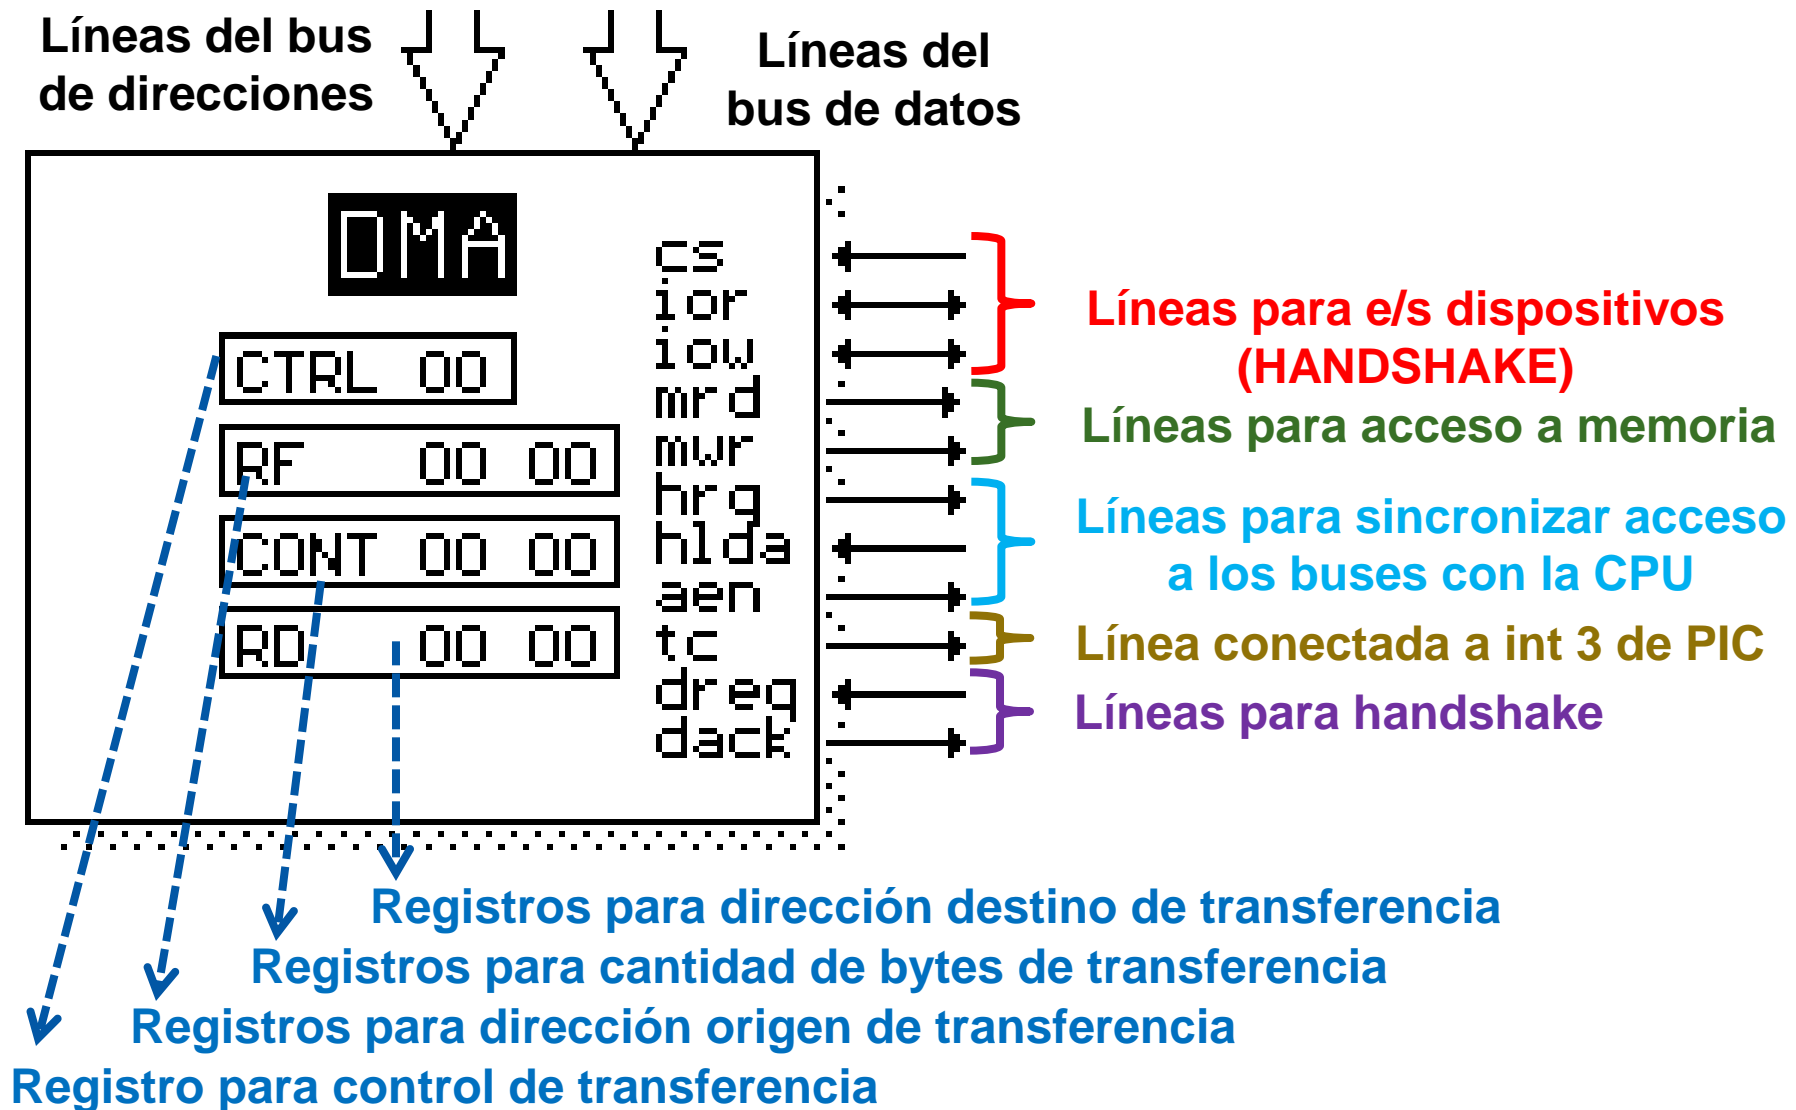 Líneas del bus
de direcciones
Líneas del
bus de datos
DMA
CTRL 00
RF 00 00
CONT 00 00
RD 00 00
cs
ior
iow
mrd
mwr
hrq
hlda
aen
tc
dreq
dack
Líneas para e/s dispositivos
(HANDSHAKE)
Líneas para acceso a memoria
Líneas para sincronizar acceso
a los buses con la CPU
Línea conectada a int 3 de PIC
Líneas para handshake
Registros para dirección destino de transferencia
Registros para cantidad de bytes de transferencia
Registros para dirección origen de transferencia
Registro para control de transferencia